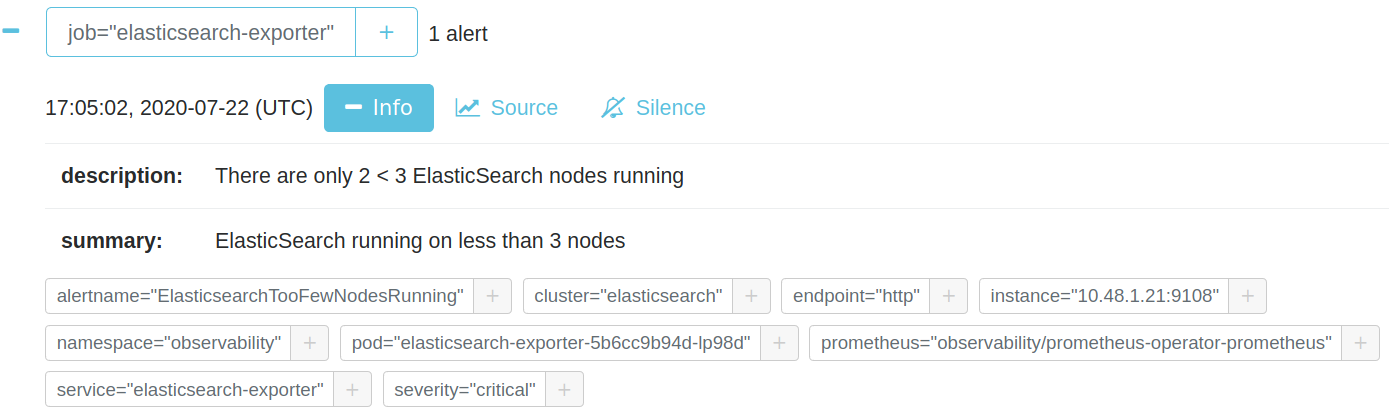 job="elasticsearch-exporter" + 1 alert
17:05:02, 2020-07-22 (UTC) Info Source Silence
description: There are only 2 < 3 ElasticSearch nodes running
summary: ElasticSearch running on less than 3 nodes
alertname="ElasticsearchTooFewNodesRunning" + cluster="elasticsearch" + endpoint="http" + instance="10.48.1.21:9108" +
namespace="observability" + pod="elasticsearch-exporter-5b6cc9b94d-lp98d" + prometheus="observability/prometheus-operator-prometheus" +
service="elasticsearch-exporter" + severity="critical" +